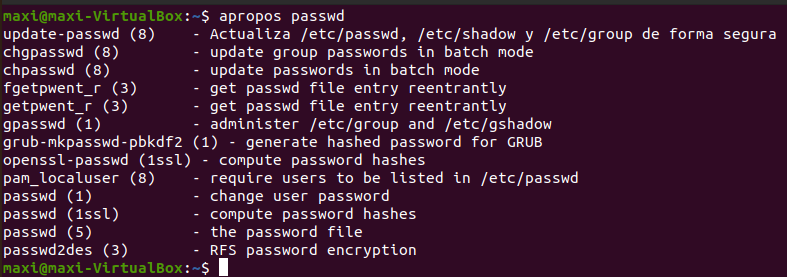 maxi@maxi-VirtualBox:~$ apropos passwd
update-passwd (8)    - Actualiza /etc/passwd, /etc/shadow y /etc/group de forma segura
chgpasswd (8)        - update group passwords in batch mode
chpasswd (8)         - update passwords in batch mode
fgetpwent_r (3)      - get passwd file entry reentrantly
getpwent_r (3)       - get passwd file entry reentrantly
gpasswd (1)          - administer /etc/group and /etc/gshadow
grub-mkpasswd-pbkdf2 (1) - generate hashed password for GRUB
openssl-passwd (1ssl) - compute password hashes
pam_localuser (8)    - require users to be listed in /etc/passwd
passwd (1)           - change user password
passwd (1ssl)        - compute password hashes
passwd (5)           - the password file
passwd2des (3)       - RFS password encryption
maxi@maxi-VirtualBox:~$